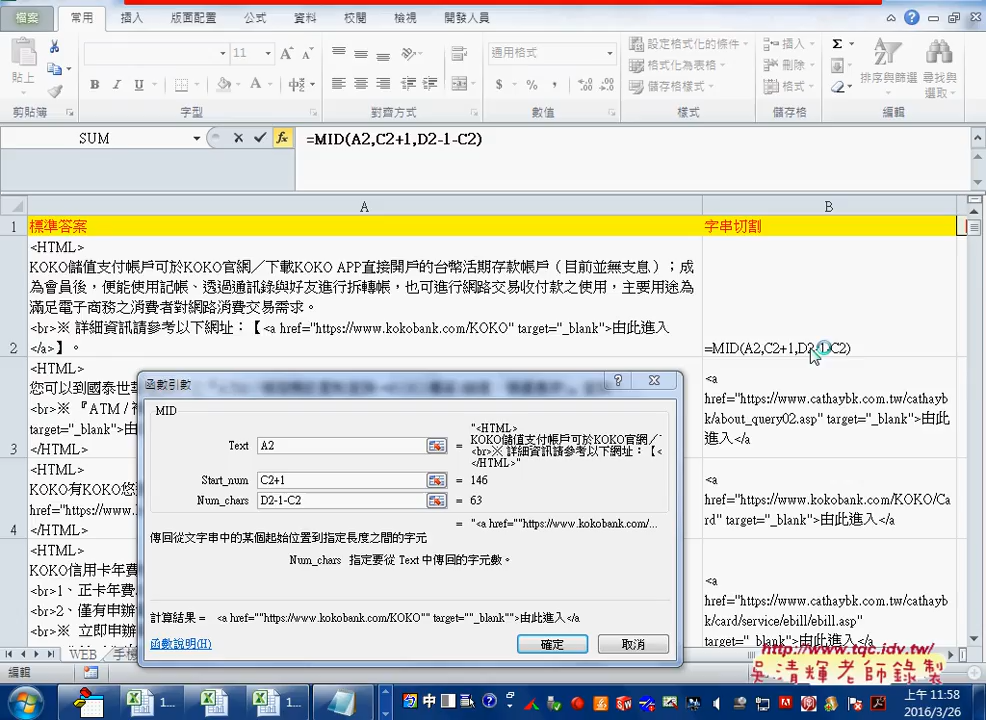 檔案 常用 插入 版面配置 公式 資料 校閱 檢視 開發人員
貼上
11
B I U
通用格式
$ % ,
設定格式化的條件
格式化為表格
儲存格樣式
插入
刪除
格式
Σ
排序與篩選 尋找與
選取
剪貼簿 字型 對齊方式 數值 樣式 儲存格 編輯
SUM
=MID(A2,C2+1,D2-1-C2)
A B
1 標準答案 字串切割
<HTML>
KOKO儲值支付帳戶可於KOKO官網／下載KOKO APP直接開戶的台幣活期存款帳戶（目前並無支息）；成
為會員後，便能使用記帳、透過通訊錄與好友進行拆轉帳，也可進行網路交易收付款之使用，主要用途為
滿足電子商務之消費者對網路消費交易需求。
<br>※ 詳細資訊請參考以下網址：【<a href="https://www.kokobank.com/KOKO" target="_blank">由此進入
2 </a>】。 =MID(A2,C2+1,D2-1-C2)
<HTML>
您可以到國泰世
<br>※ 『ATM /
target="_blank">由
3 </HTML>
<a
href="https://www.cathaybk.com.tw/cathayb
k/about_query02.asp" target="_blank">由此
進入</a
<HTML>
KOKO有KOKO您
<br>
target="_blank">由
4 </HTML>
<a
href="https://www.kokobank.com/KOKO/Ca
rd" target="_blank">由此進入</a
<HTML>
KOKO信用卡年費
<br>1、正卡年費
<br>2、僅有申辦
<br>※ 立即申辦
<a
href="https://www.cathaybk.com.tw/cathayb
k/card/service/ebill/ebill.asp"
target="_blank">由此進入</a
函數引數
MID
Text A2 = "<HTML>
KOKO儲值支付帳戶可於KOKO官網／
<br>※ 詳細資訊請參考以下網址：【<
</HTML>"
Start_num C2+1 = 146
Num_chars D2-1-C2 = 63
= "<a href=""https://www.kokobank.com/...
傳回從文字串中的某個起始位置到指定長度之間的字元
Num_chars 指定要從 Text 中傳回的字元數。
計算結果 = <a href=""https://www.kokobank.com/KOKO"" target=""_blank"">由此進入</a
函數說明(H) 確定 取消
WEB 手機
http://www.tqc.idv.tw/
吳清輝老師錄製
編輯
1... 1...
中
上午 11:58
2016/3/26